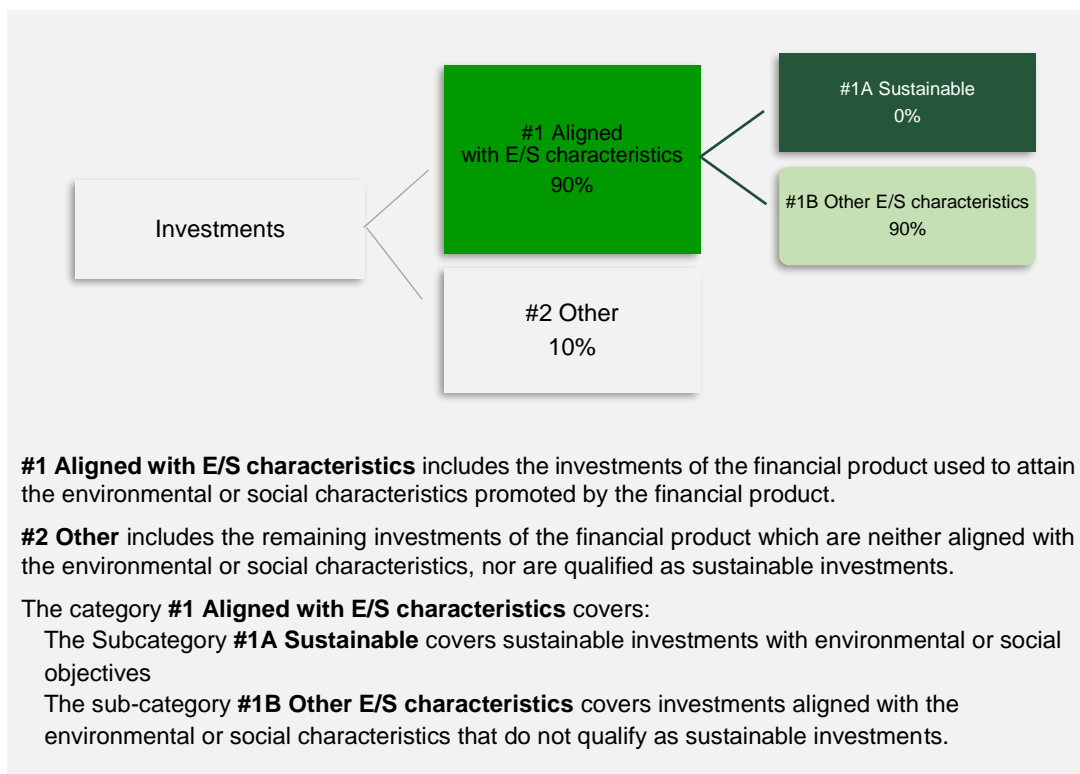 Investments
#1 Aligned
with E/S characteristics
90%
#2 Other
10%
#1A Sustainable
0%
#1B Other E/S characteristics
90%
#1 Aligned with E/S characteristics includes the investments of the financial product used to attain
the environmental or social characteristics promoted by the financial product.
#2 Other includes the remaining investments of the financial product which are neither aligned with
the environmental or social characteristics, nor are qualified as sustainable investments.
The category #1 Aligned with E/S characteristics covers:
The Subcategory #1A Sustainable covers sustainable investments with environmental or social
objectives
The sub-category #1B Other E/S characteristics covers investments aligned with the
environmental or social characteristics that do not qualify as sustainable investments.